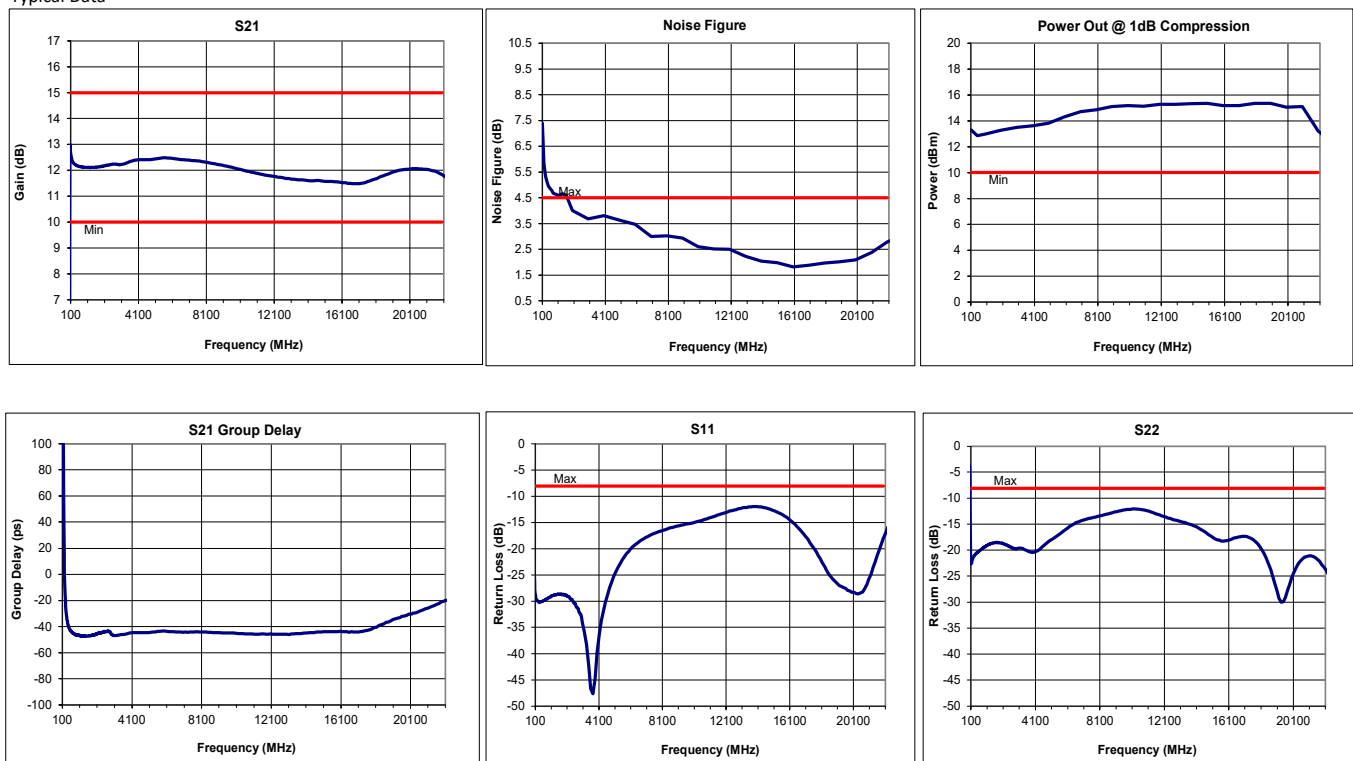 Typical Data
S21
17
16
15
14
13
12
11
10
9
8
7
Gain (dB)
Min
100 4100 8100 12100 16100 20100
Frequency (MHz)
Noise Figure
10.5
9.5
8.5
7.5
6.5
5.5
4.5
3.5
2.5
1.5
0.5
Noise Figure (dB)
Max
100 4100 8100 12100 16100 20100
Frequency (MHz)
Power Out @ 1dB Compression
20
18
16
14
12
10
8
6
4
2
0
Power (dBm)
Min
100 4100 8100 12100 16100 20100
Frequency (MHz)
S21 Group Delay
100
80
60
40
20
0
-20
-40
-60
-80
-100
Group Delay (ps)
100 4100 8100 12100 16100 20100
Frequency (MHz)
S11
0
-5
-10
-15
-20
-25
-30
-35
-40
-45
-50
Return Loss (dB)
Max
100 4100 8100 12100 16100 20100
Frequency (MHz)
S22
0
-5
-10
-15
-20
-25
-30
-35
-40
-45
-50
Return Loss (dB)
Max
100 4100 8100 12100 16100 20100
Frequency (MHz)